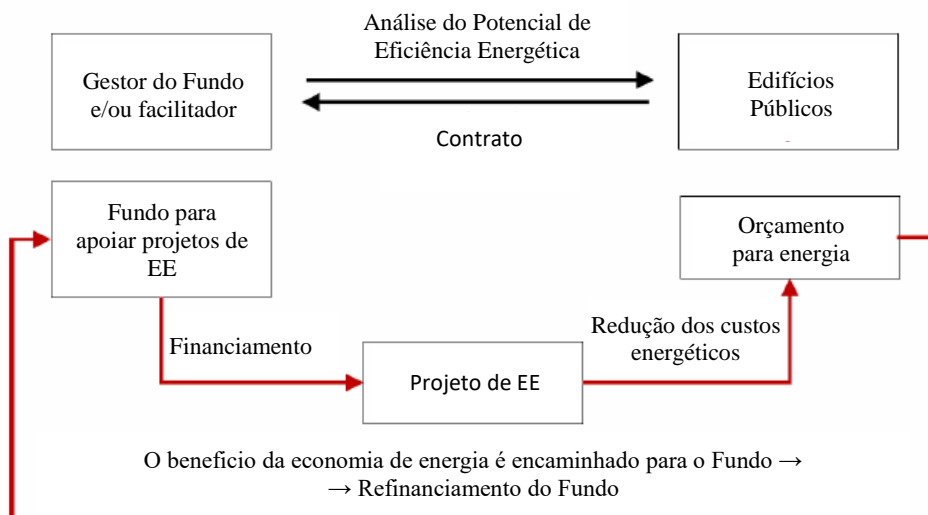 Análise do Potencial de
Eficiência Energética
Gestor do Fundo
e/ou facilitador
Edifícios
Públicos
Contrato
Fundo para
apoiar projetos de
EE
Orçamento
para energia
Financiamento
Redução dos custos
energéticos
Projeto de EE
O beneficio da economia de energia é encaminhado para o Fundo →
→ Refinanciamento do Fundo